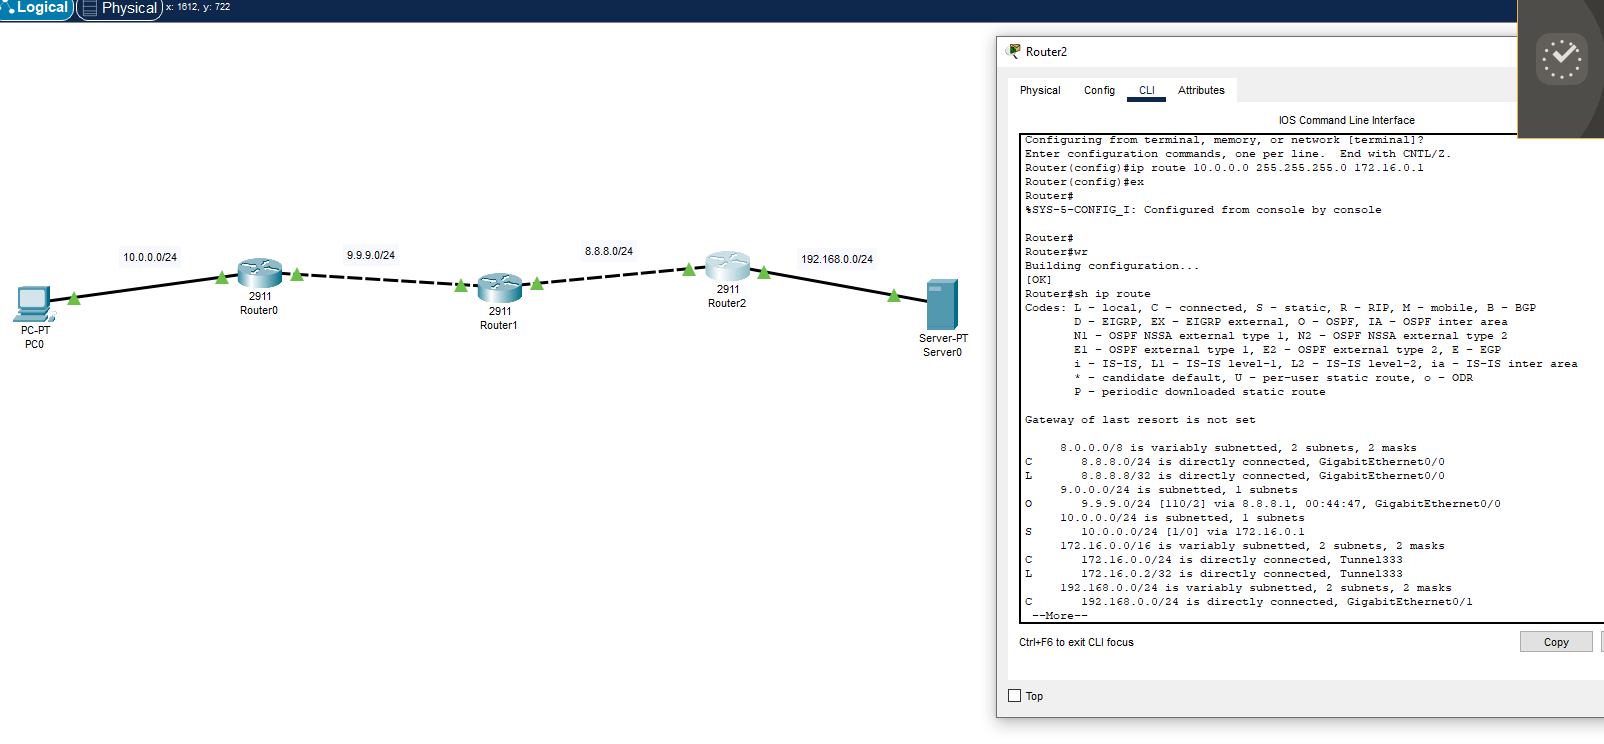 Logical Physical x: 1612, y: 722
10.0.0.0/24
9.9.9.0/24
8.8.8.0/24
192.168.0.0/24
2911
Router0
2911
Router1
2911
Router2
PC-PT
PC0
Server-PT
Server0
Router2
Physical Config CLI Attributes
IOS Command Line Interface
Configuring from terminal, memory, or network [terminal]?
Enter configuration commands, one per line.  End with CNTL/Z.
Router(config)#ip route 10.0.0.0 255.255.255.0 172.16.0.1
Router(config)#ex
Router#
%SYS-5-CONFIG_I: Configured from console by console
Router#
Router#wr
Building configuration...
[OK]
Router#sh ip route
Codes: L - local, C - connected, S - static, R - RIP, M - mobile, B - BGP
D - EIGRP, EX - EIGRP external, O - OSPF, IA - OSPF inter area
N1 - OSPF NSSA external type 1, N2 - OSPF NSSA external type 2
E1 - OSPF external type 1, E2 - OSPF external type 2, E - EGP
i - IS-IS, L1 - IS-IS level-1, L2 - IS-IS level-2, ia - IS-IS inter area
* - candidate default, U - per-user static route, o - ODR
P - periodic downloaded static route
Gateway of last resort is not set
8.0.0.0/8 is variably subnetted, 2 subnets, 2 masks
C 8.8.8.0/24 is directly connected, GigabitEthernet0/0
L 8.8.8.8/32 is directly connected, GigabitEthernet0/0
9.0.0.0/24 is subnetted, 1 subnets
O 9.9.9.0/24 [110/2] via 8.8.8.1, 00:44:47, GigabitEthernet0/0
10.0.0.0/24 is subnetted, 1 subnets
S 10.0.0.0/24 [1/0] via 172.16.0.1
172.16.0.0/16 is variably subnetted, 2 subnets, 2 masks
C 172.16.0.0/24 is directly connected, Tunnel333
L 172.16.0.2/32 is directly connected, Tunnel333
192.168.0.0/24 is variably subnetted, 2 subnets, 2 masks
C 192.168.0.0/24 is directly connected, GigabitEthernet0/1
--More--
Ctrl+F6 to exit CLI focus
Copy
Top